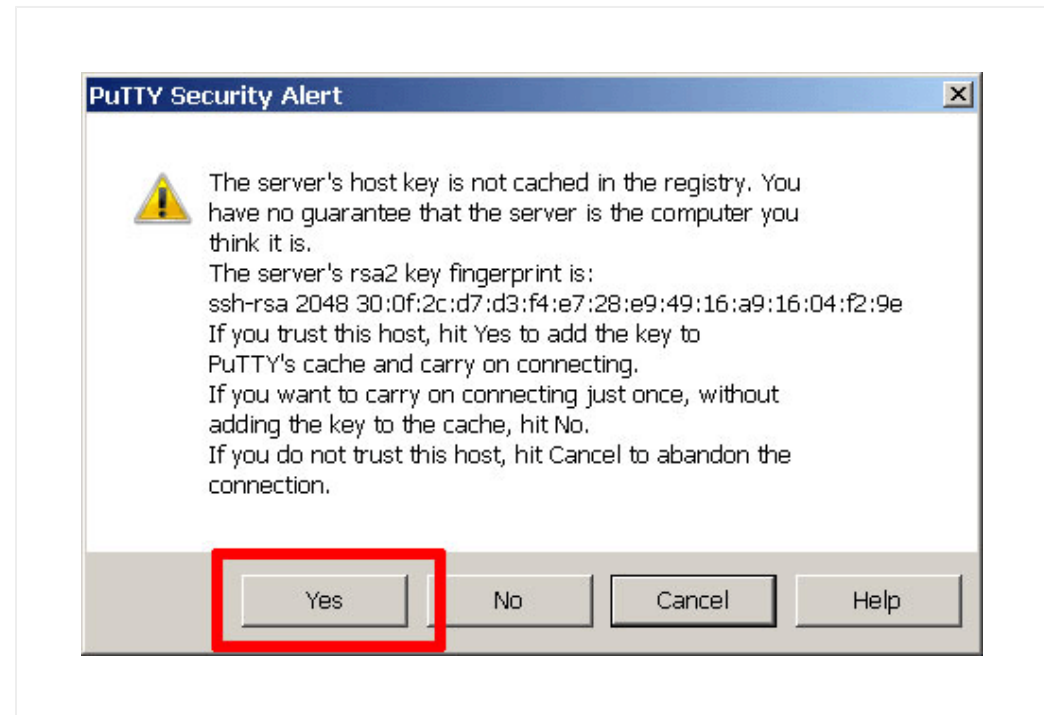 PuTTY Security Alert
The server's host key is not cached in the registry. You
have no guarantee that the server is the computer you
think it is.
The server's rsa2 key fingerprint is:
ssh-rsa 2048 30:0f:2c:d7:d3:f4:e7:28:e9:49:16:a9:16:04:f2:9e
If you trust this host, hit Yes to add the key to
PuTTY's cache and carry on connecting.
If you want to carry on connecting just once, without
adding the key to the cache, hit No.
If you do not trust this host, hit Cancel to abandon the
connection.
Yes No Cancel Help